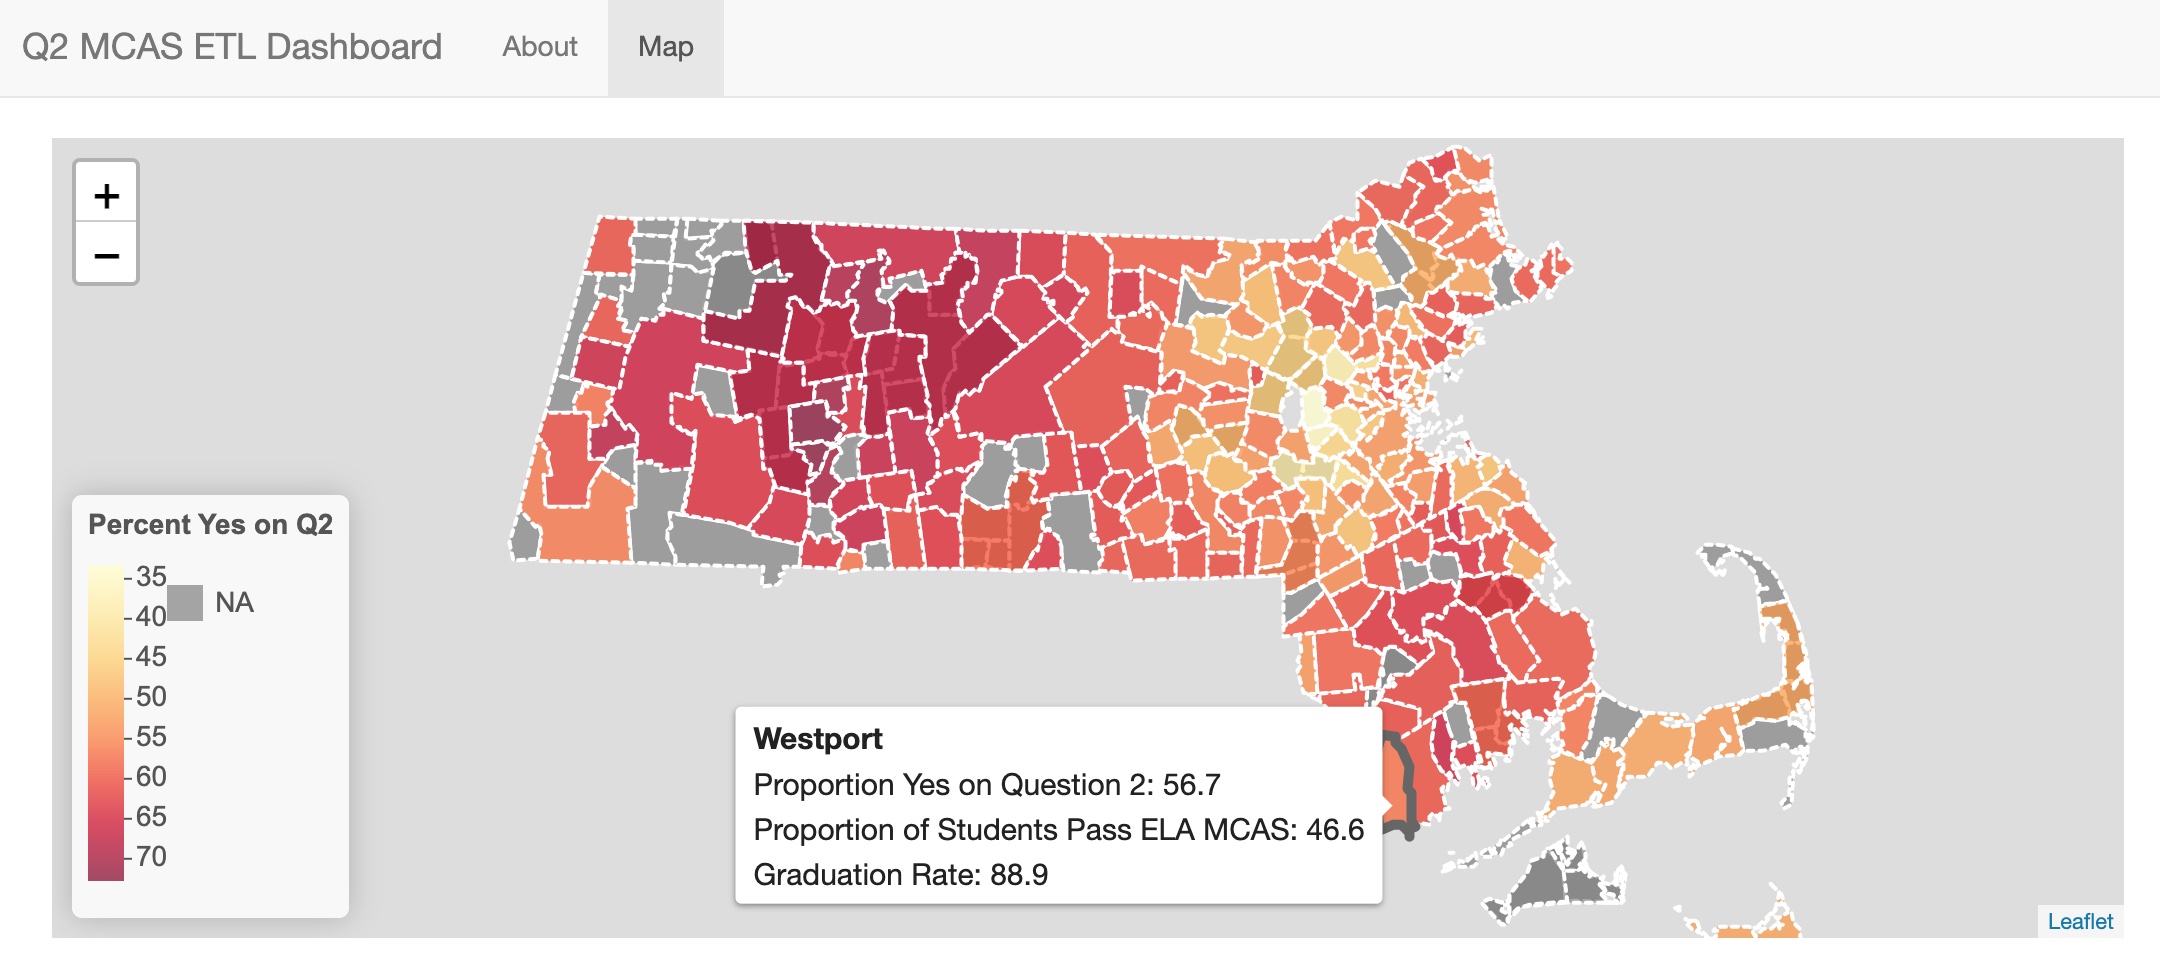 Q2 MCAS ETL Dashboard About Map
+
−
Percent Yes on Q2
35
40
45
50
55
60
65
70
NA
Westport
Proportion Yes on Question 2: 56.7
Proportion of Students Pass ELA MCAS: 46.6
Graduation Rate: 88.9
Leaflet